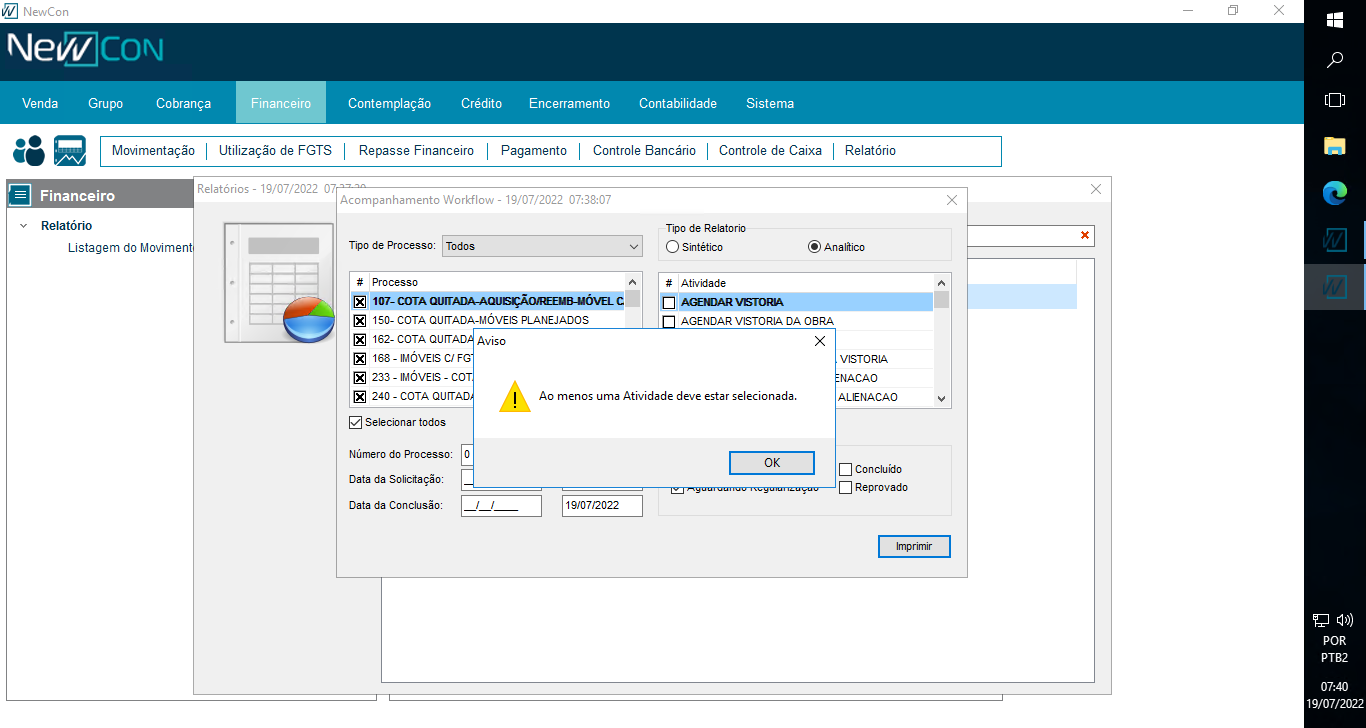 NewCon
NewCon
Venda Grupo Cobrança Financeiro Contemplação Crédito Encerramento Contabilidade Sistema
Movimentação Utilização de FGTS Repasse Financeiro Pagamento Controle Bancário Controle de Caixa Relatório
Financeiro
Relatório
Listagem do Moviment
Relatórios - 19/07/2022
Acompanhamento Workflow - 19/07/2022 07:38:07
Tipo de Processo: Todos
Tipo de Relatorio
Sintético Analítico
# Processo
107- COTA QUITADA-AQUISIÇÃO/REEMB-MÓVEL C
150- COTA QUITADA-MÓVEIS PLANEJADOS
162- COTA QUITADA
168 - IMÓVEIS C/ FGT
233 - IMÓVEIS - COT
240 - COTA QUITADA
Selecionar todos
# Atividade
AGENDAR VISTORIA
AGENDAR VISTORIA DA OBRA
VISTORIA
ENACAO
ALIENACAO
Aviso
Ao menos uma Atividade deve estar selecionada.
OK
Número do Processo: 0
Data da Solicitação:
Data da Conclusão: __/__/____ 19/07/2022
Concluído
Aguardando Regularização Reprovado
Imprimir
POR
PTB2
07:40
19/07/2022